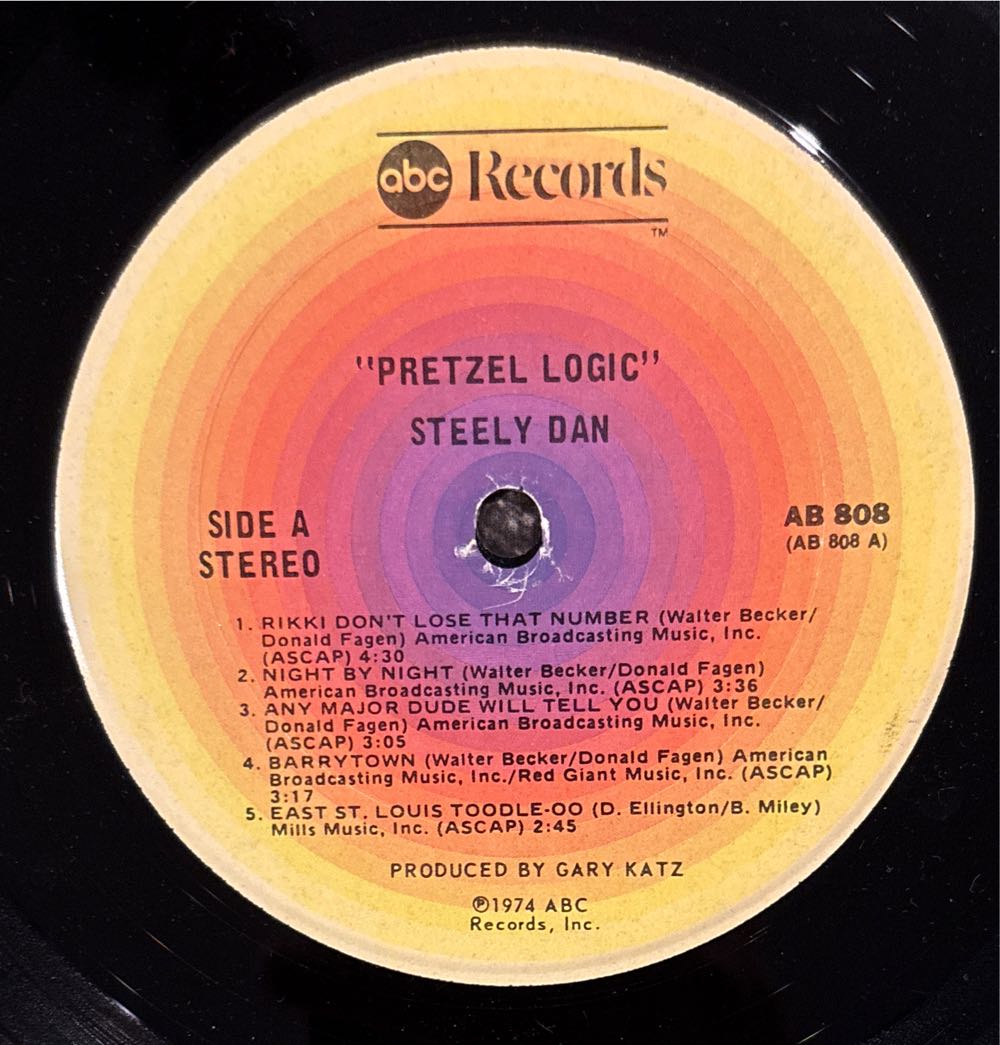 abc Records
TM
"PRETZEL LOGIC"
STEELY DAN
SIDE A
STEREO
AB 808
(AB 808 A)
1. RIKKI DON'T LOSE THAT NUMBER (Walter Becker/
Donald Fagen) American Broadcasting Music, Inc.
(ASCAP) 4:30
2. NIGHT BY NIGHT (Walter Becker/Donald Fagen)
American Broadcasting Music, Inc. (ASCAP) 3:36
3. ANY MAJOR DUDE WILL TELL YOU (Walter Becker/
Donald Fagen) American Broadcasting Music, Inc.
(ASCAP) 3:05
4. BARRYTOWN (Walter Becker/Donald Fagen) American
Broadcasting Music, Inc./Red Giant Music, Inc. (ASCAP)
3:17
5. EAST ST. LOUIS TOODLE-OO (D. Ellington/B. Miley)
Mills Music, Inc. (ASCAP) 2:45
PRODUCED BY GARY KATZ
℗1974 ABC
Records, Inc.